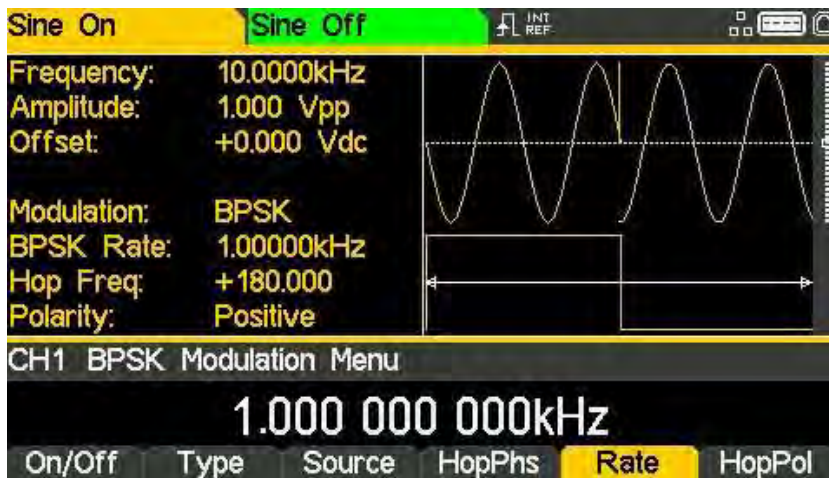 Sine On Sine Off INT REF
Frequency: 10.0000kHz
Amplitude: 1.000 Vpp
Offset: +0.000 Vdc
Modulation: BPSK
BPSK Rate: 1.00000kHz
Hop Freq: +180.000
Polarity: Positive
CH1 BPSK Modulation Menu
1.000 000 000kHz
On/Off Type Source HopPhs Rate HopPol